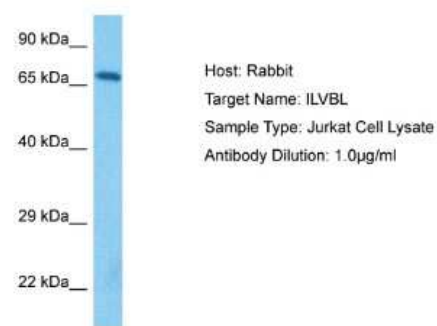 90 kDa
65 kDa
40 kDa
29 kDa
22 kDa
Host: Rabbit
Target Name: ILVBL
Sample Type: Jurkat Cell Lysate
Antibody Dilution: 1.0µg/ml